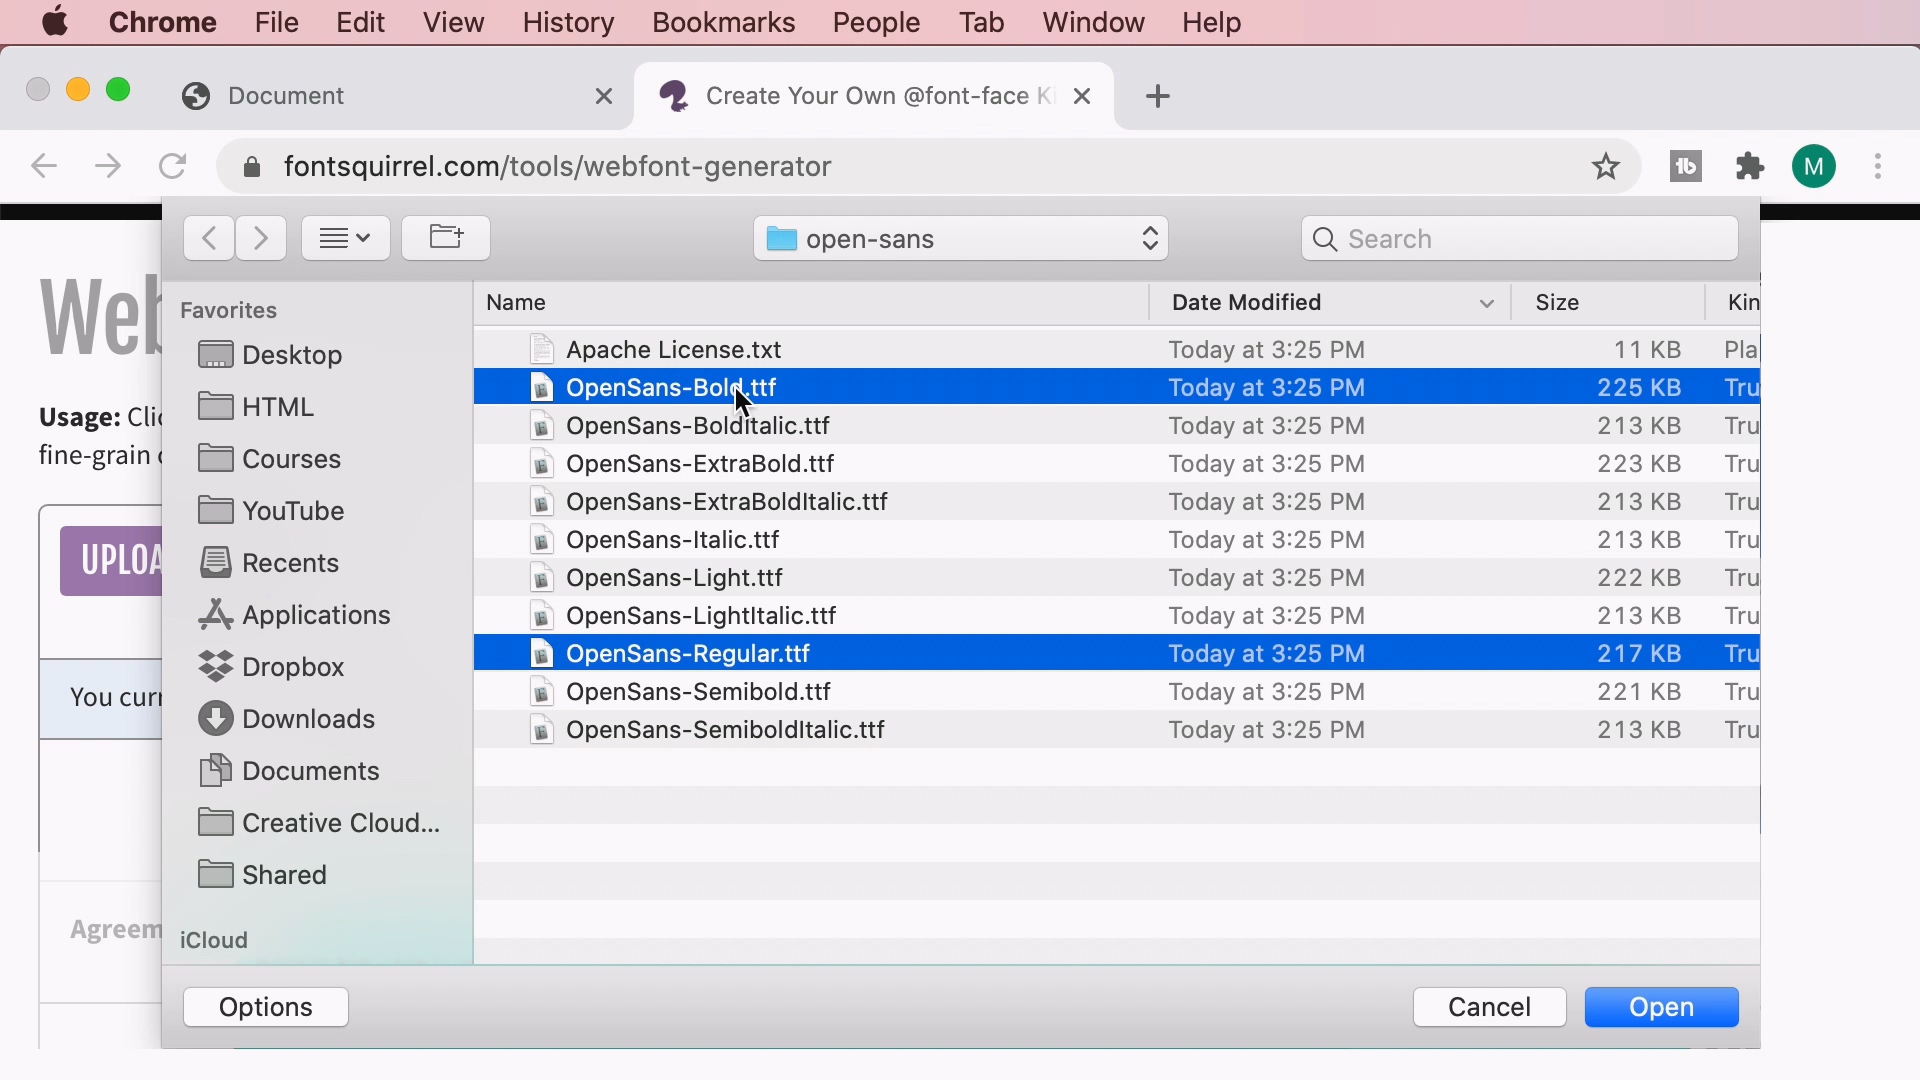 Chrome File Edit View History Bookmarks People Tab Window Help
Document
Create Your Own @font-face Ki
fontsquirrel.com/tools/webfont-generator
tb
M
open-sans
Search
Web
Usage: Clic
fine-grain
UPLOA
You curr
Agreem
Favorites
Desktop
HTML
Courses
YouTube
Recents
Applications
Dropbox
Downloads
Documents
Creative Cloud...
Shared
iCloud
Name Date Modified Size Kin
Apache License.txt Today at 3:25 PM 11 KB Pla
OpenSans-Bold.ttf Today at 3:25 PM 225 KB Tru
OpenSans-BoldItalic.ttf Today at 3:25 PM 213 KB Tru
OpenSans-ExtraBold.ttf Today at 3:25 PM 223 KB Tru
OpenSans-ExtraBoldItalic.ttf Today at 3:25 PM 213 KB Tru
OpenSans-Italic.ttf Today at 3:25 PM 213 KB Tru
OpenSans-Light.ttf Today at 3:25 PM 222 KB Tru
OpenSans-LightItalic.ttf Today at 3:25 PM 213 KB Tru
OpenSans-Regular.ttf Today at 3:25 PM 217 KB Tru
OpenSans-Semibold.ttf Today at 3:25 PM 221 KB Tru
OpenSans-SemiboldItalic.ttf Today at 3:25 PM 213 KB Tru
Options Cancel Open